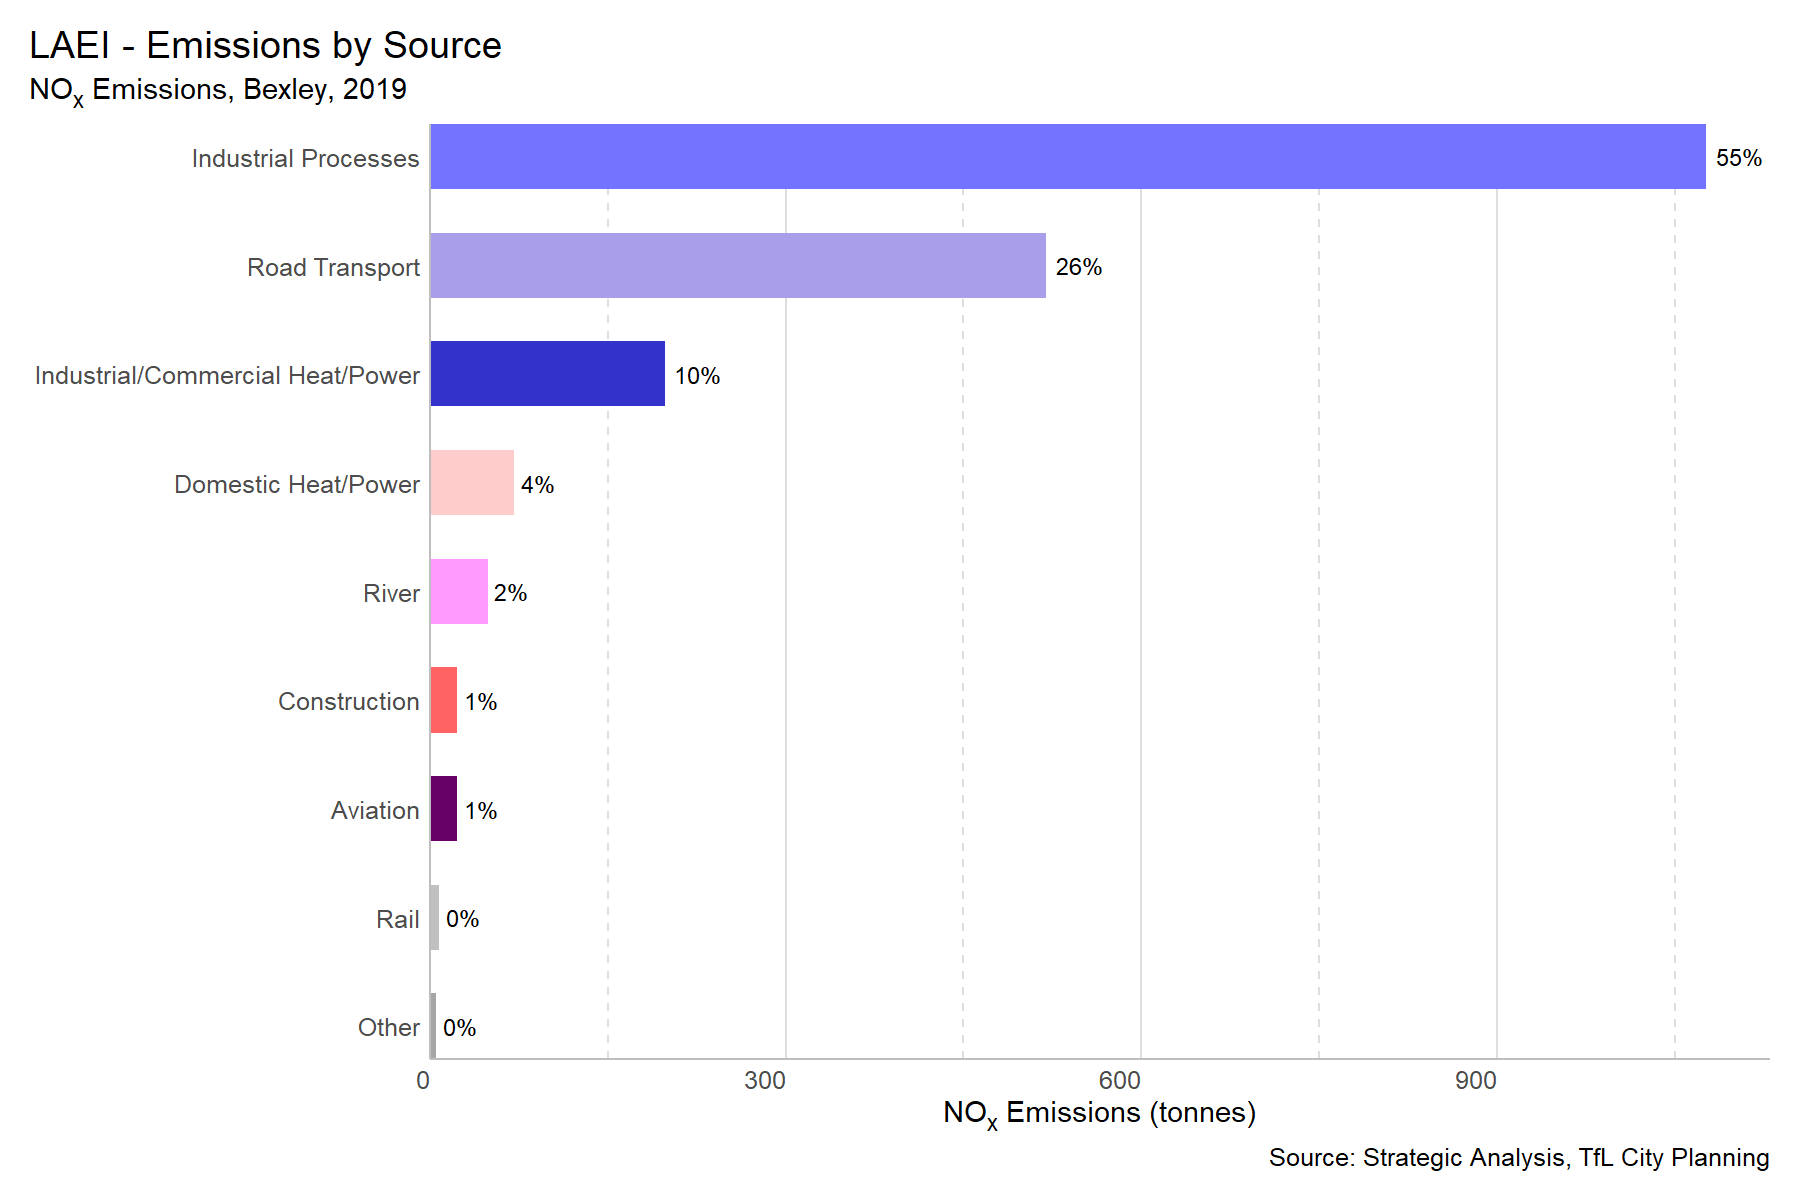 LAEI - Emissions by Source
NOx Emissions, Bexley, 2019
Industrial Processes 55%
Road Transport 26%
Industrial/Commercial Heat/Power 10%
Domestic Heat/Power 4%
River 2%
Construction 1%
Aviation 1%
Rail 0%
Other 0%
0 300 600 900
NOx Emissions (tonnes)
Source: Strategic Analysis, TfL City Planning